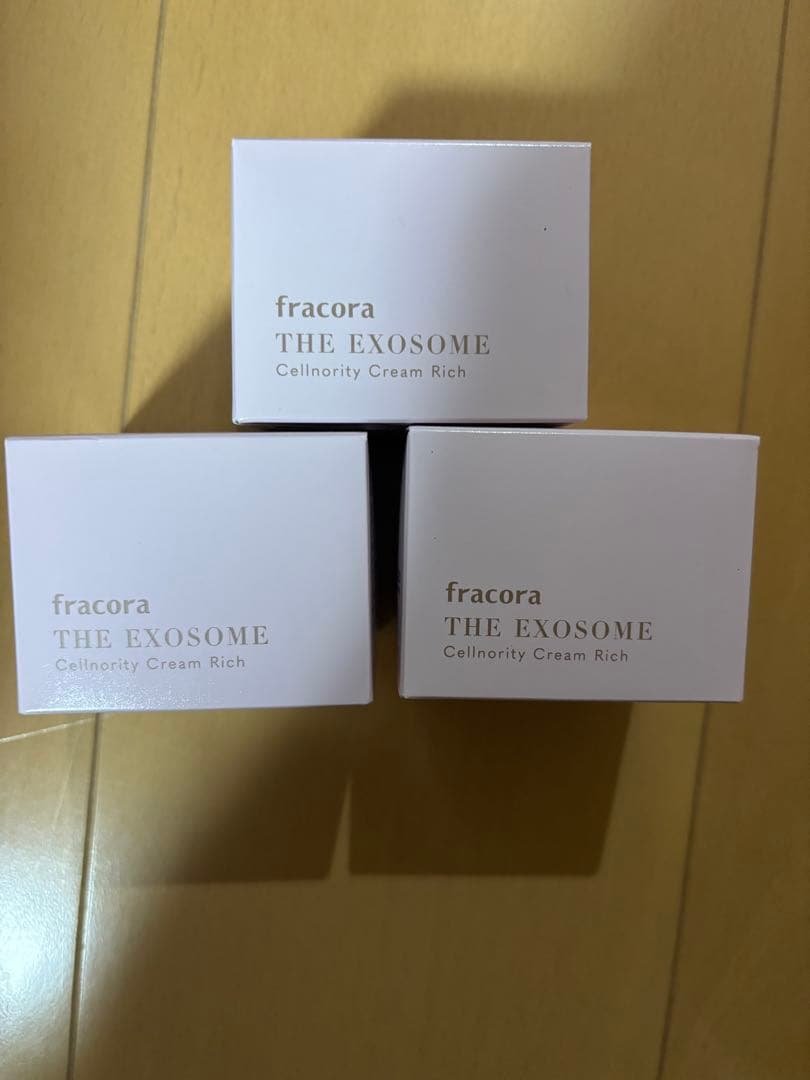 fracora
THE EXOSOME
Cellnority Cream Rich
fracora
THE EXOSOME
Cellnority Cream Rich
fracora
THE EXOSOME
Cellnority Cream Rich